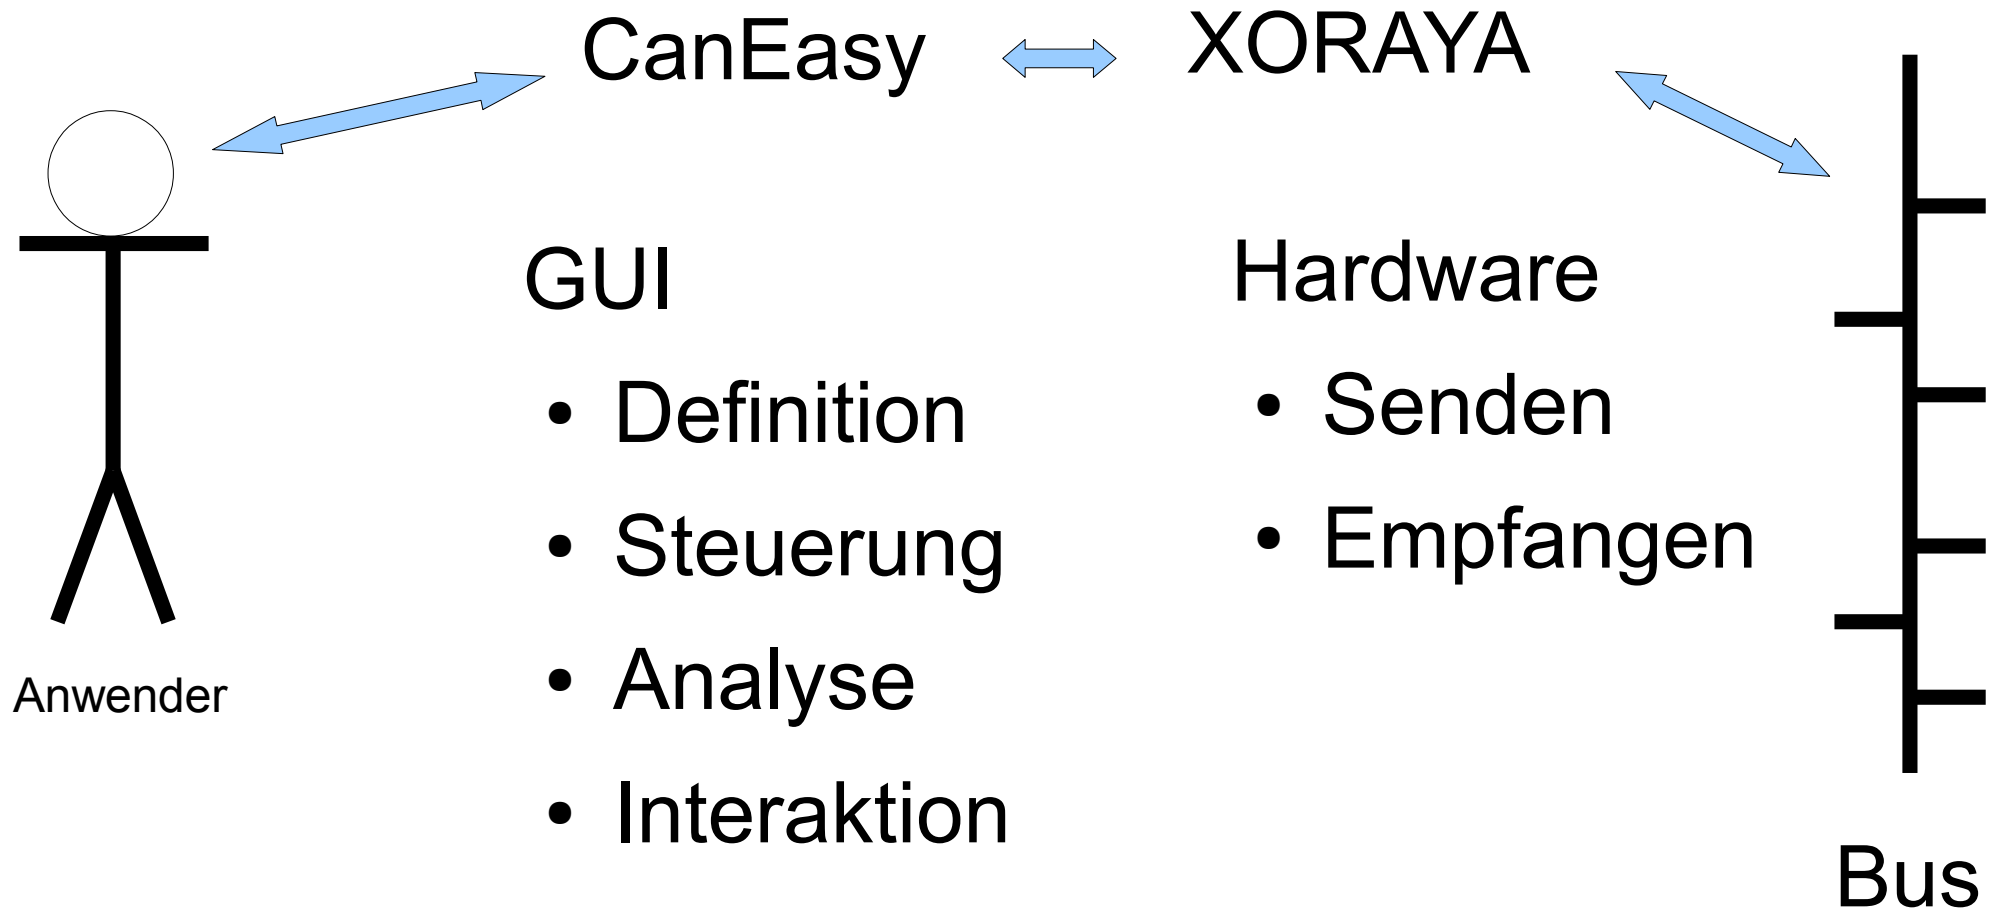 CanEasy
XORAYA
GUI
• Definition
• Steuerung
• Analyse
• Interaktion
Hardware
• Senden
• Empfangen
Anwender
Bus